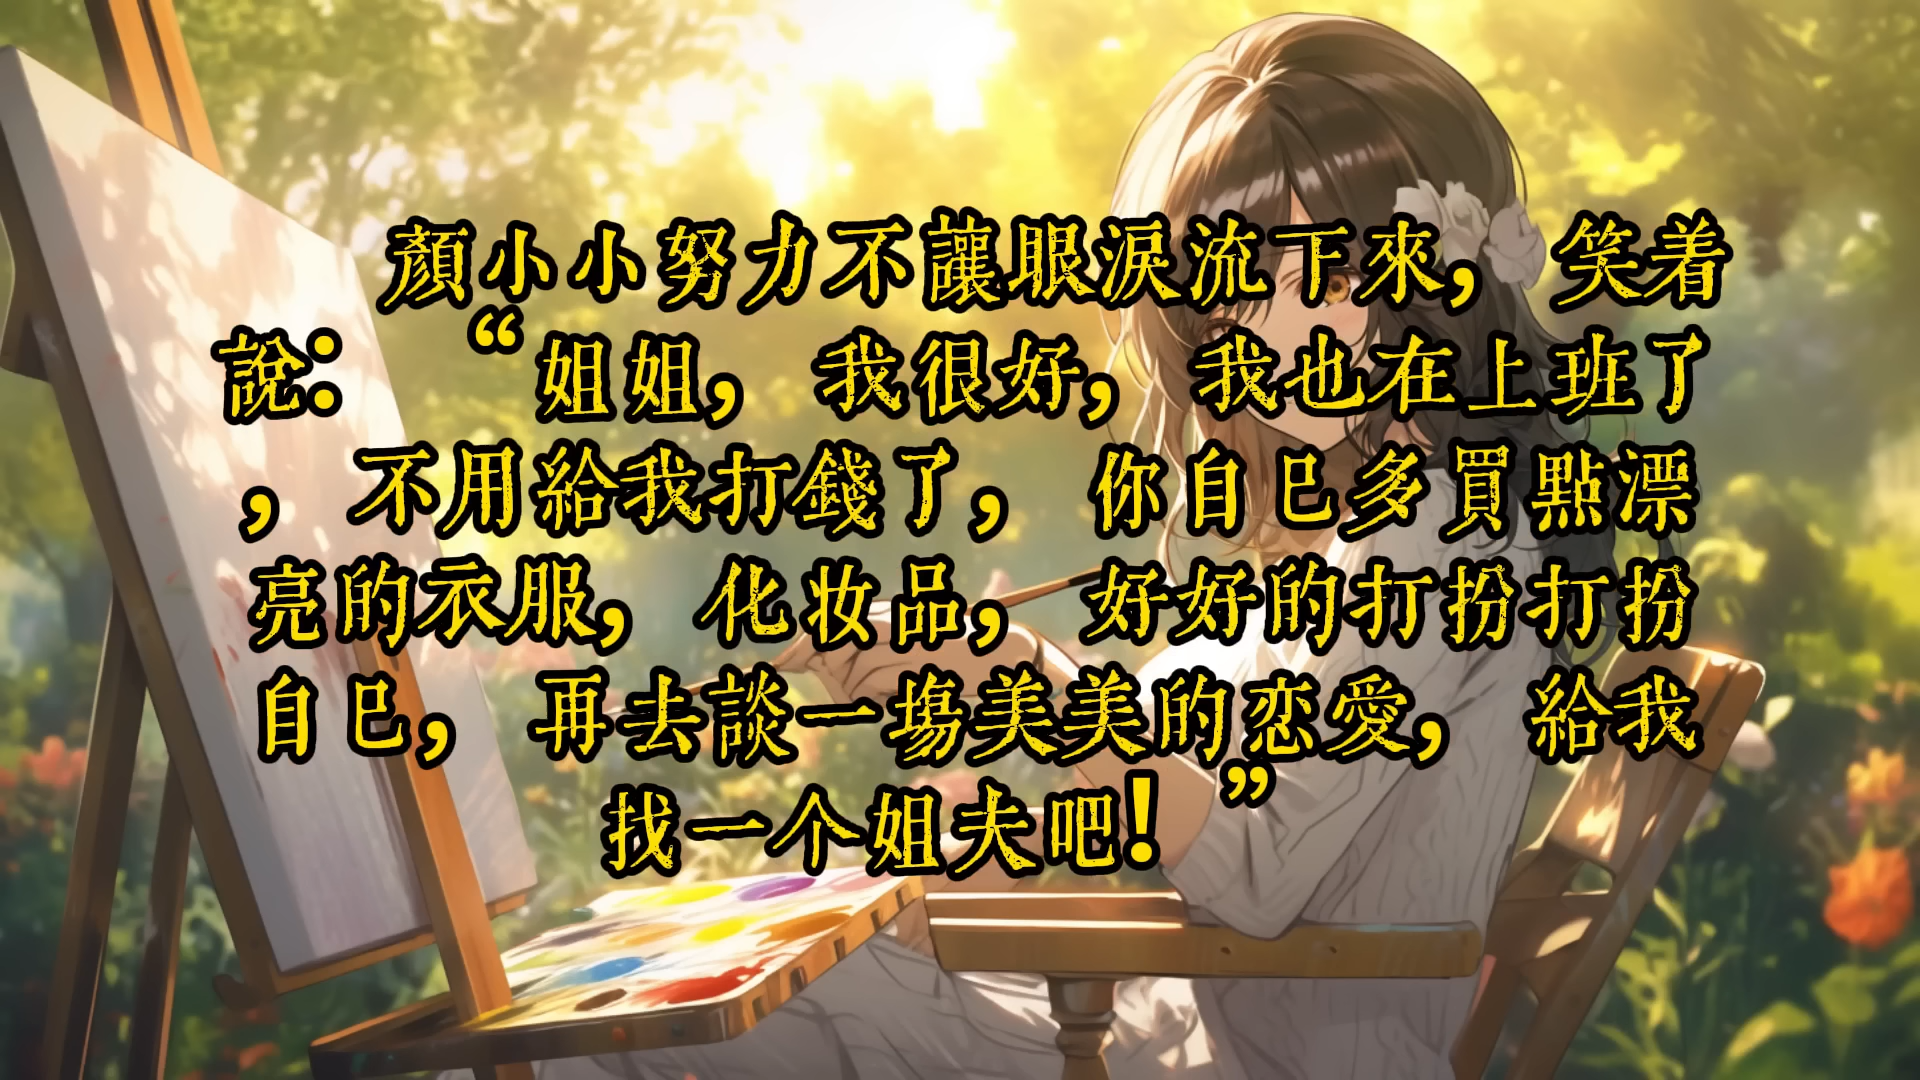 顏小小努力不讓眼淚流下來，笑着
說：“姐姐，我很好，我也在上班了
，不用給我打錢了，你自已多買點漂
亮的衣服，化妝品，好好的打扮打扮
自已，再去談一場美美的恋愛，給我
找一个姐夫吧！”